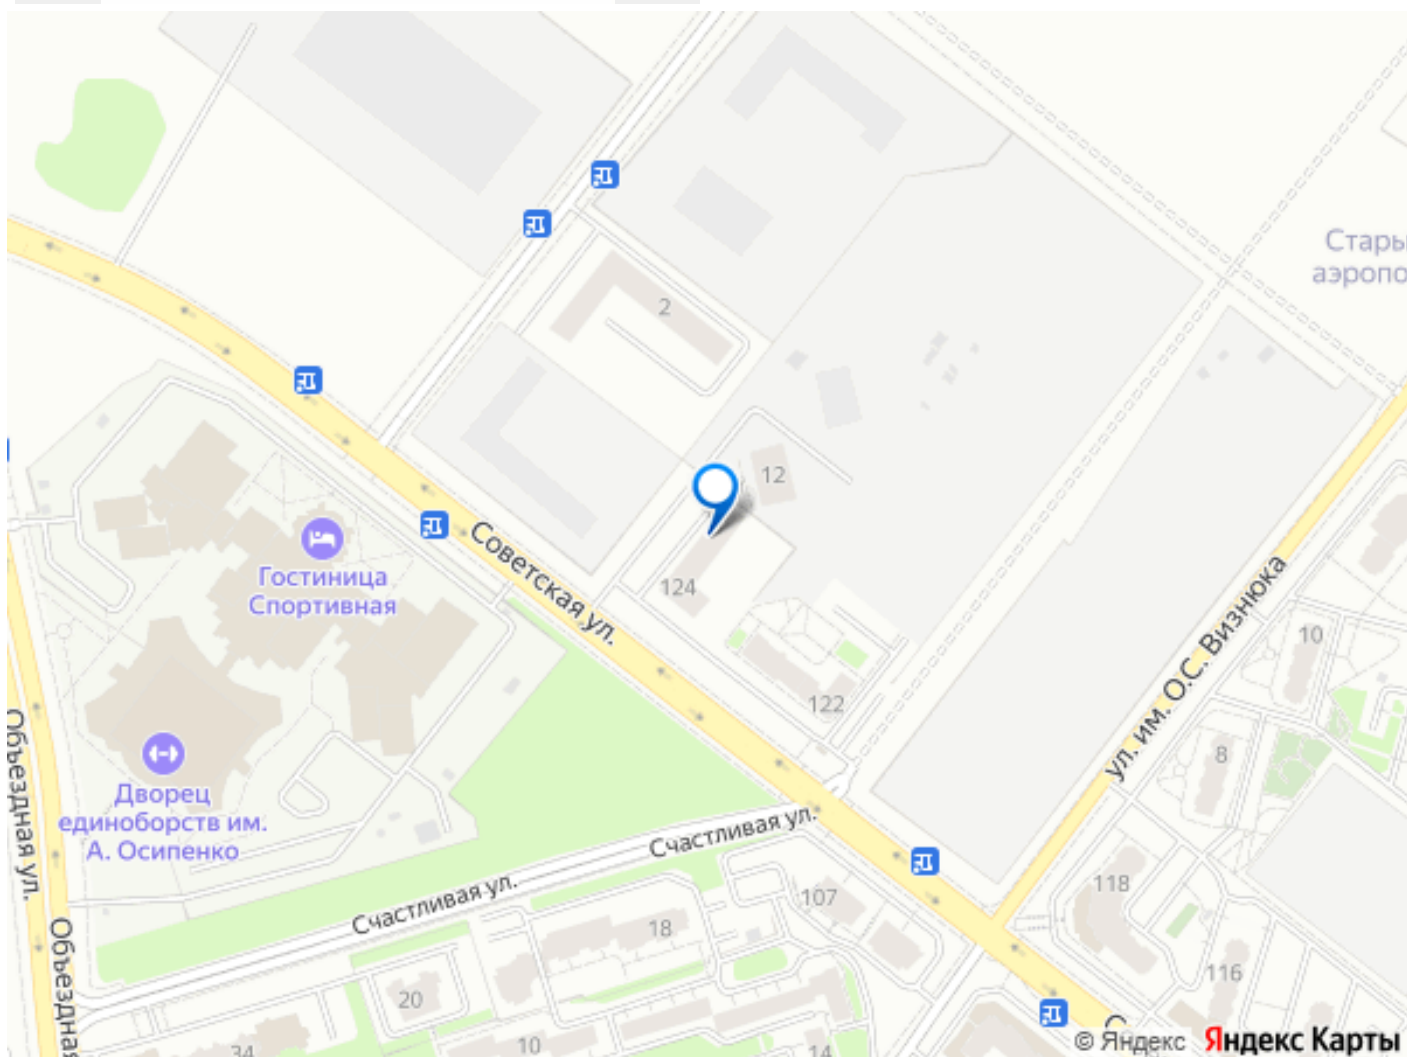 Стары
аэропо
2
12
Советская ул.
Гостиница
Спортивная
124
122
ул. им. О.С. Визнюка
10
8
Объездная ул.
Дворец
единоборств им.
А. Осипенко
Счастливая ул.
Счастливая ул.
107
118
18
116
20
Объездная
34
10
14
С
© Яндекс Яндекс Карты